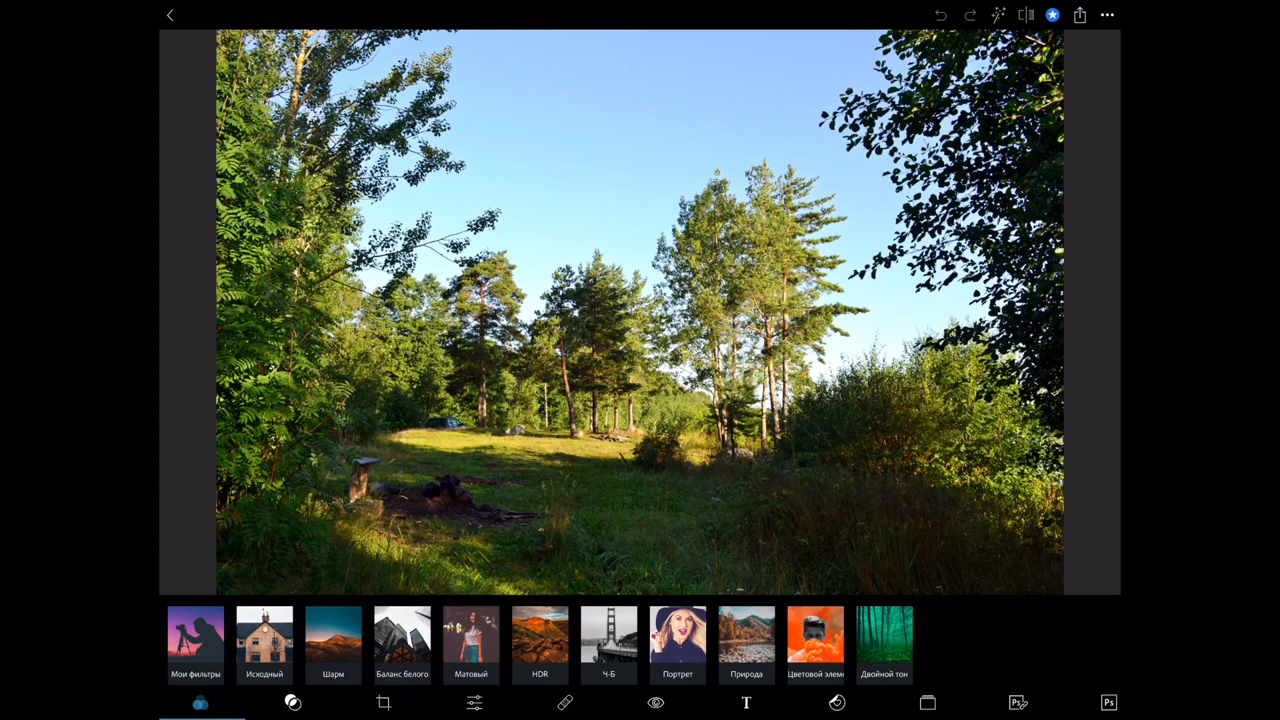 Мои фильтры
Исходный
Шарм
Баланс белого
Матовый
HDR
Ч-Б
Портрет
Природа
Цветовой элем
Двойной тон
T
Ps
Ps